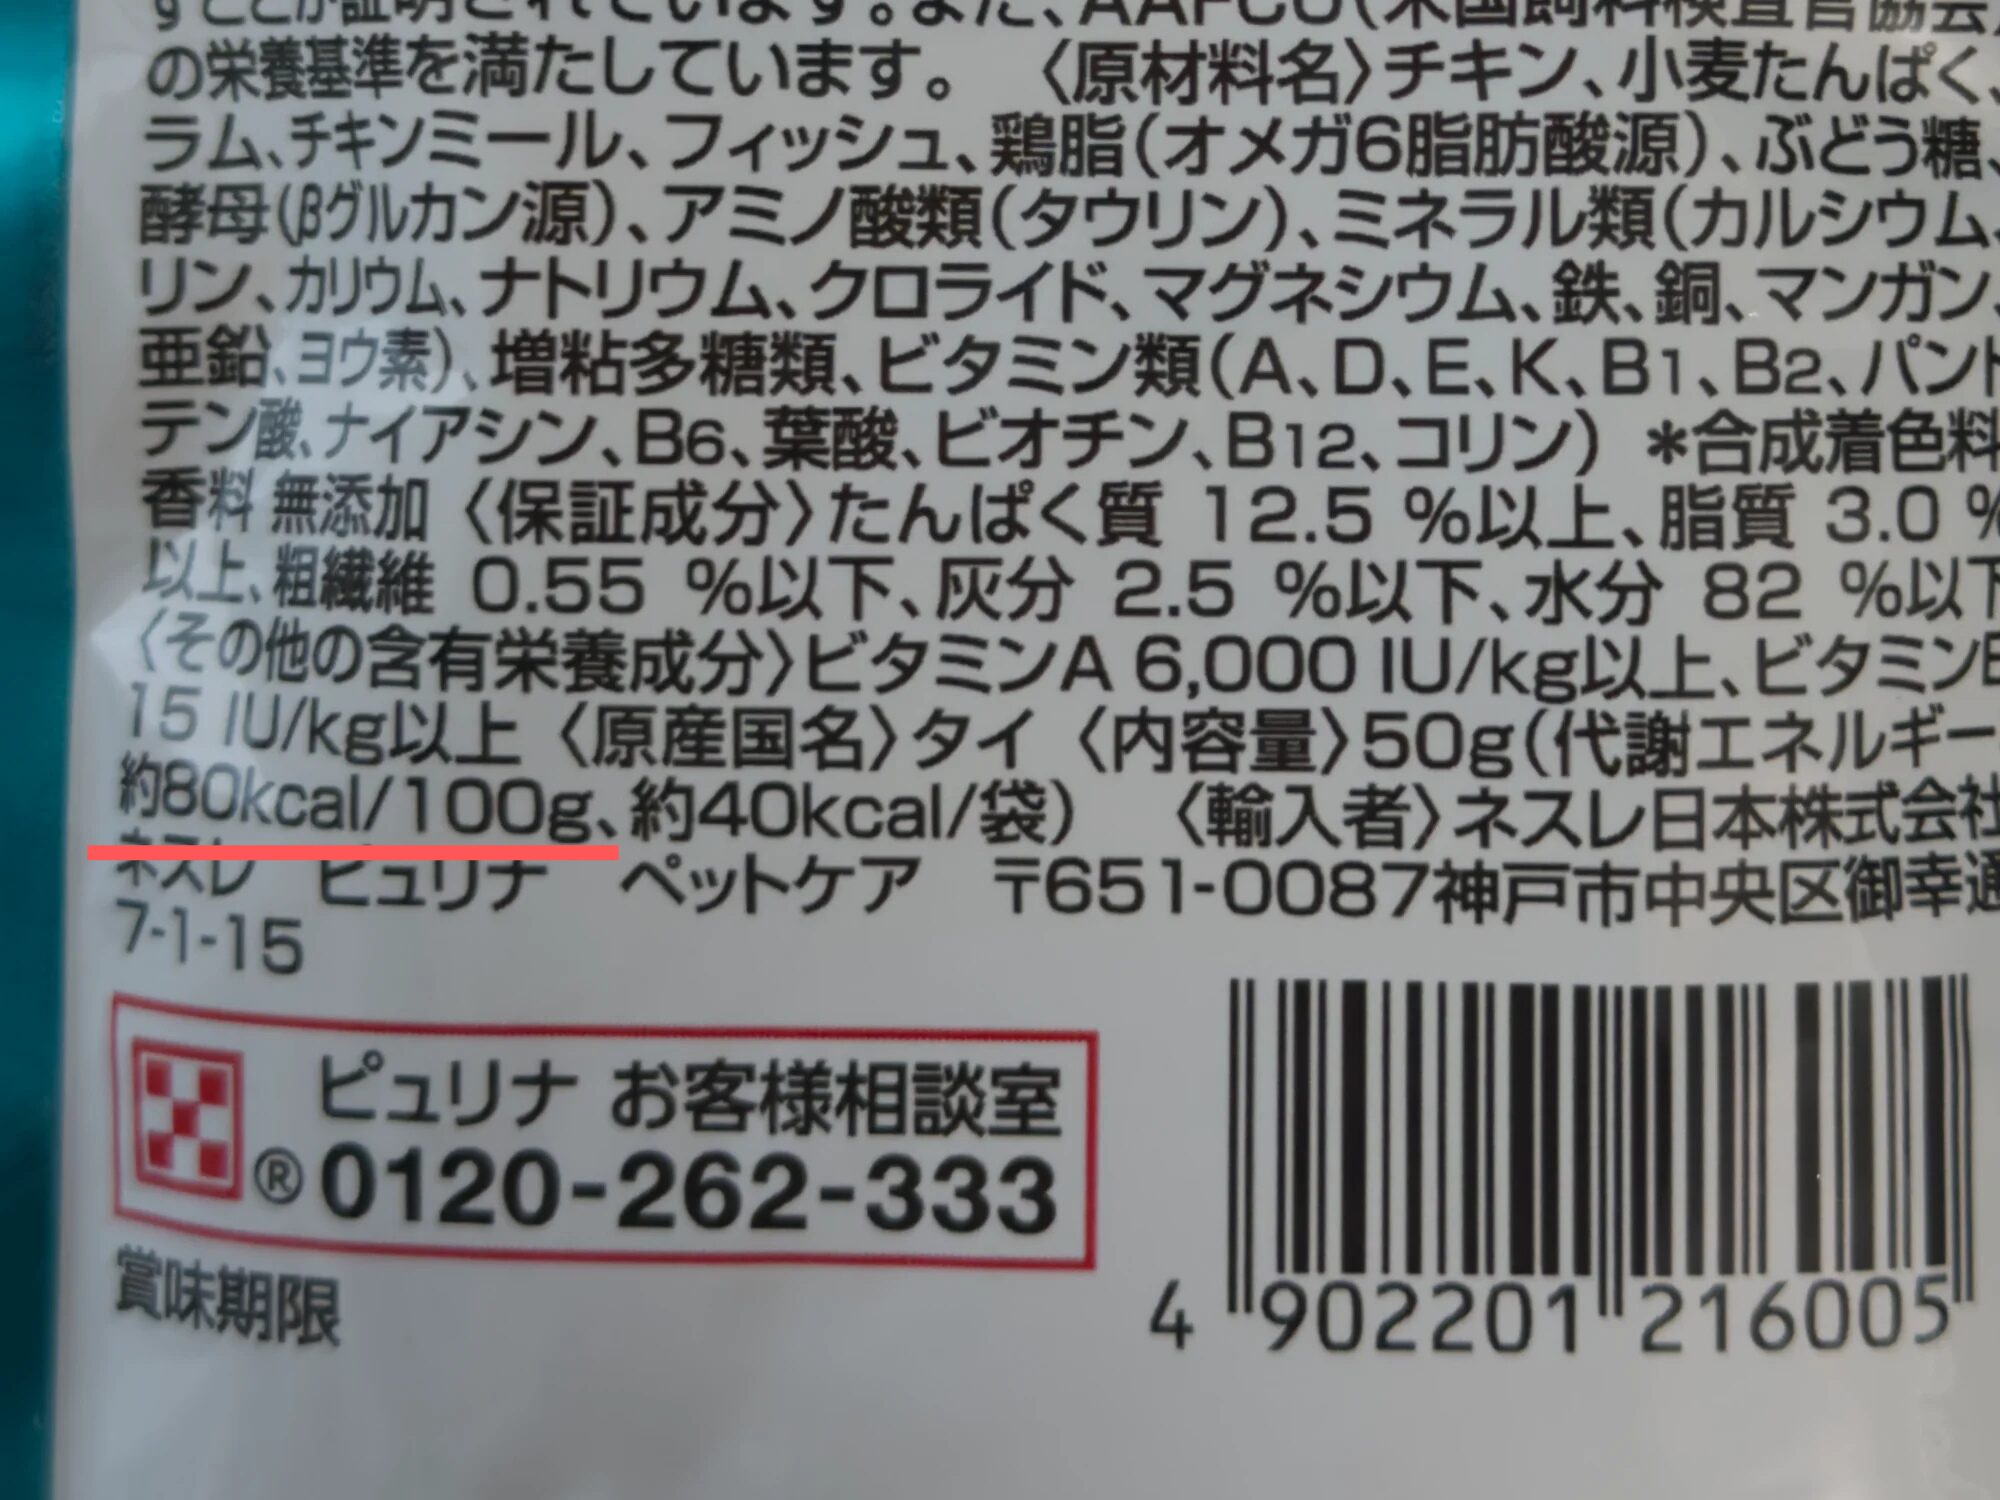 の栄養基準を満たしています。 〈原材料名〉チキン、小麦たんぱく、
ラム、チキンミール、フィッシュ、鶏脂(オメガ6脂肪酸源)、ぶどう糖、
酵母(βグルカン源)、アミノ酸類(タウリン)、ミネラル類(カルシウム、
リン、カリウム、ナトリウム、クロライド、マグネシウム、鉄、銅、マンガン、
亜鉛、ヨウ素)、増粘多糖類、ビタミン類(A、D、E、K、B1、B2、パント
テン酸、ナイアシン、B6、葉酸、ビオチン、B12、コリン) *合成着色料
香料 無添加〈保証成分〉たんぱく質 12.5 %以上、脂質 3.0 %
以上、粗繊維 0.55 %以下、灰分 2.5 %以下、水分 82 %以下
〈その他の含有栄養成分〉ビタミンA 6,000 IU/kg以上、ビタミンE
15 IU/kg以上〈原産国名〉タイ〈内容量〉50g(代謝エネルギー
約80kcal/100g、約40kcal/袋) 〈輸入者〉ネスレ日本株式会社
ネスレ ピュリナ ペットケア 〒651-0087神戸市中央区御幸通
7-1-15
ピュリナ お客様相談室
®0120-262-333
賞味期限
4 902201 216005